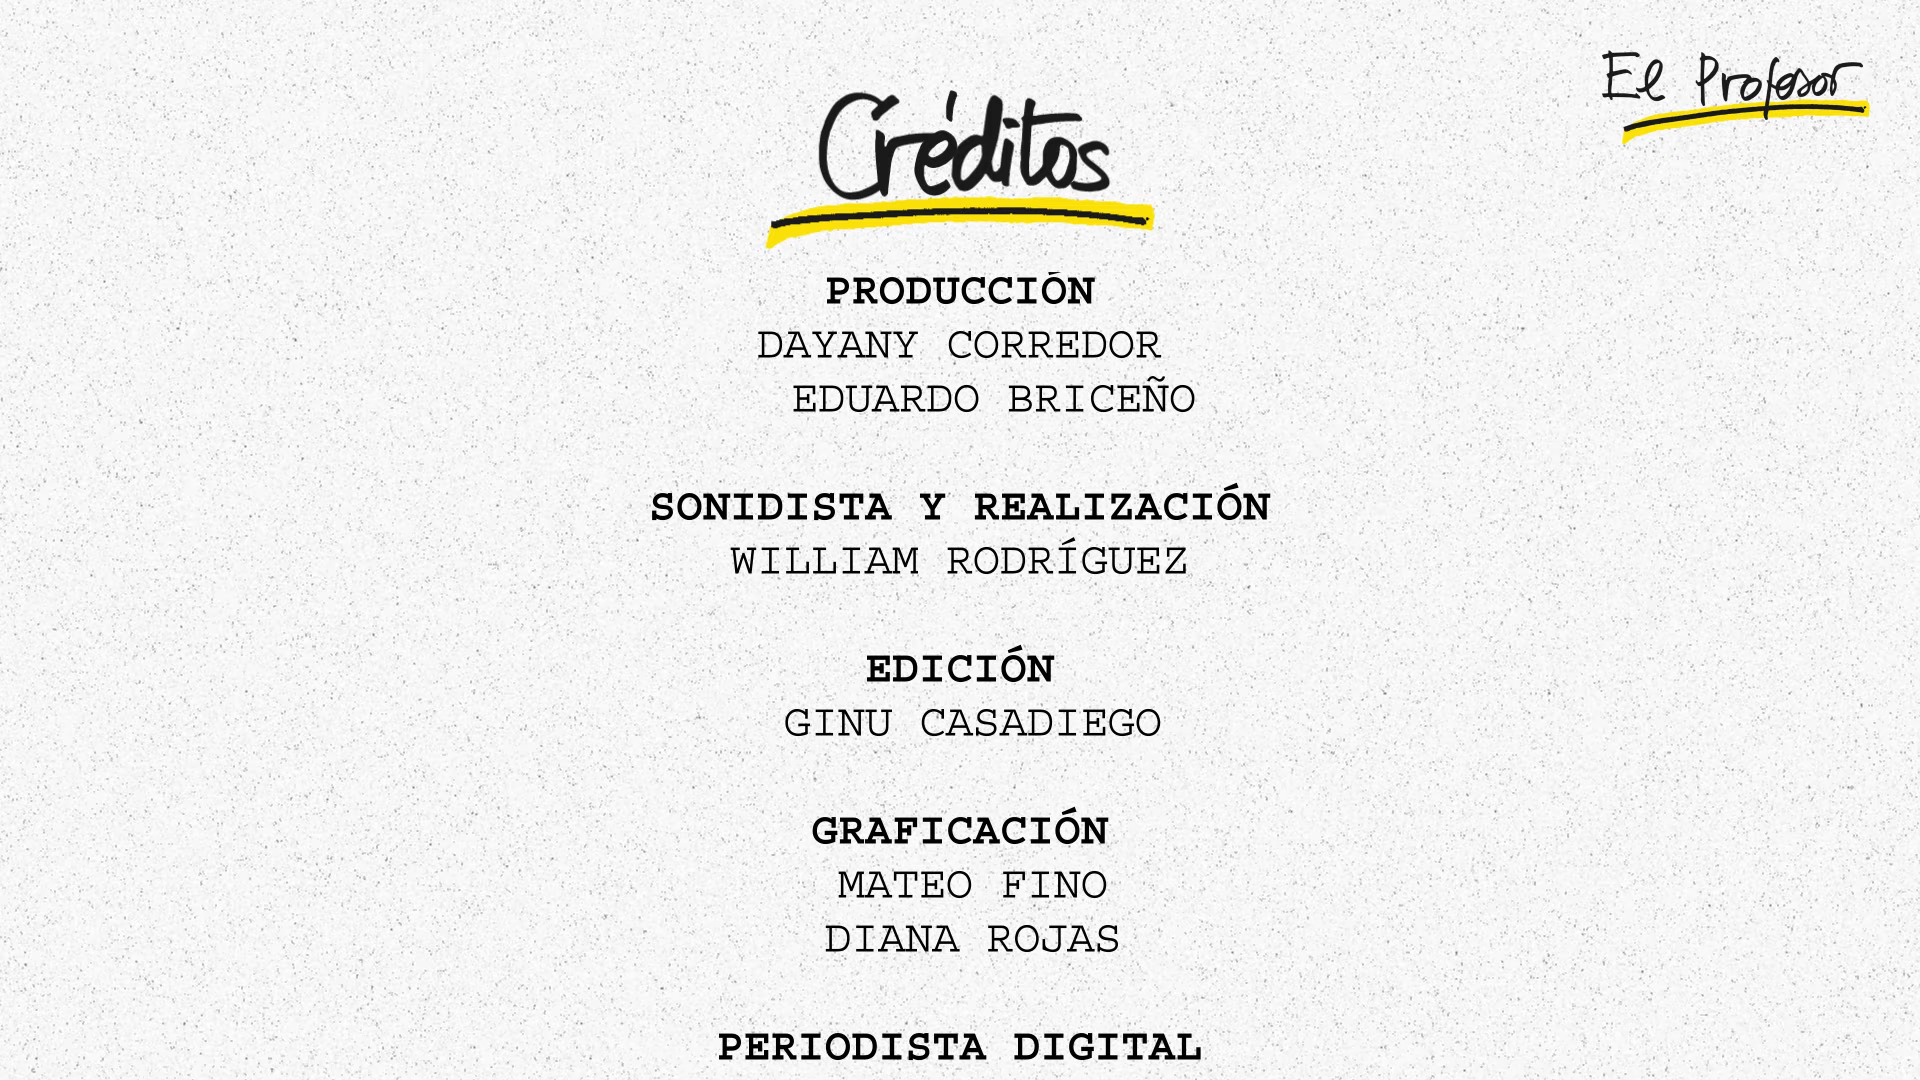 El Profesor
Créditos
PRODUCCIÓN
DAYANY CORREDOR
EDUARDO BRICEÑO
SONIDISTA Y REALIZACIÓN
WILLIAM RODRÍGUEZ
EDICIÓN
GINU CASADIEGO
GRAFICACIÓN
MATEO FINO
DIANA ROJAS
PERIODISTA DIGITAL